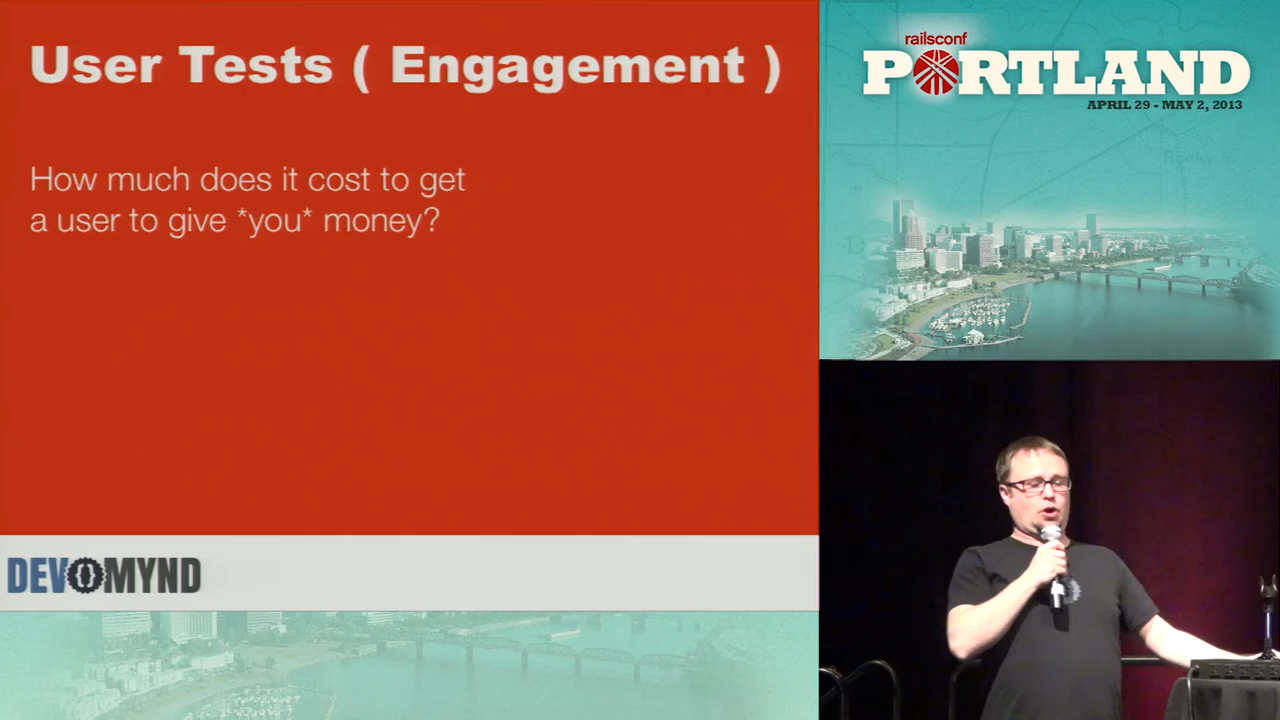 User Tests ( Engagement )
How much does it cost to get
a user to give *you* money?
DEVMYND
railsconf
PORTLAND
APRIL 29 - MAY 2, 2013